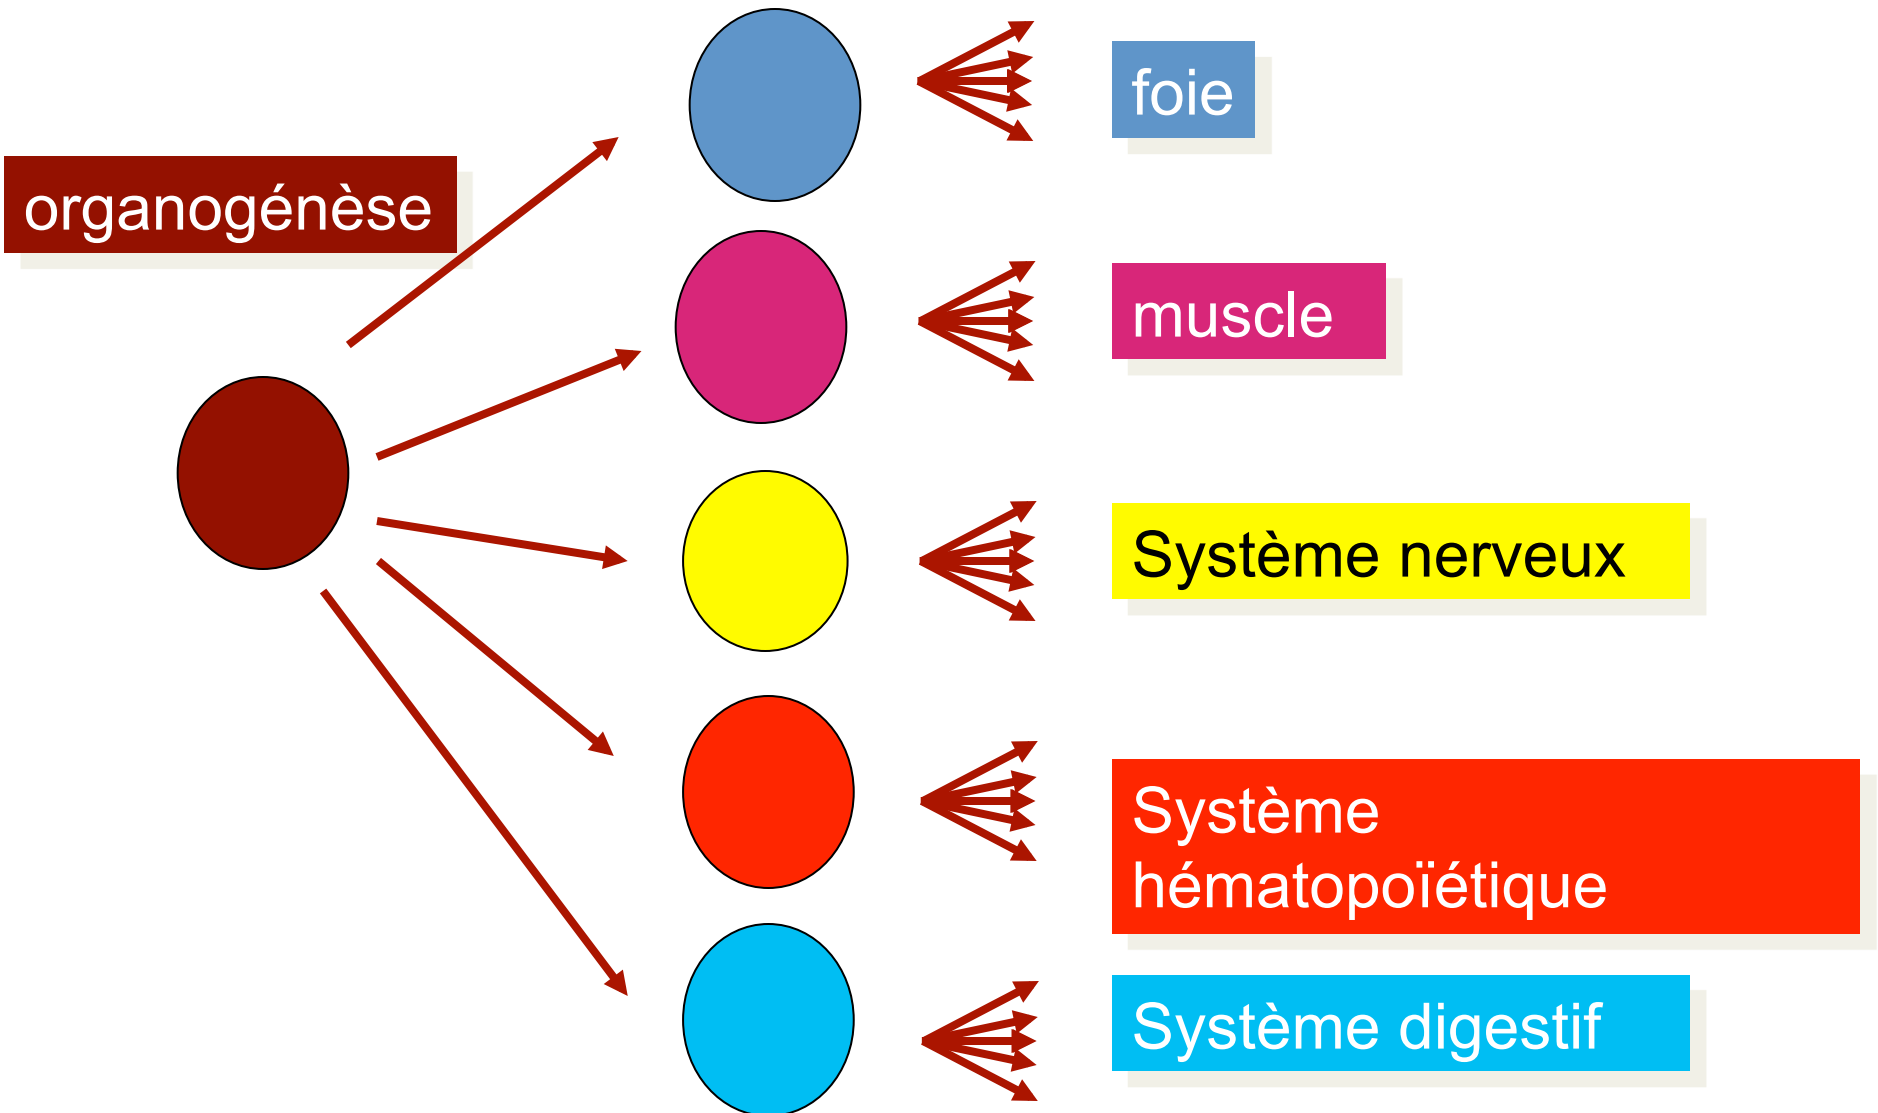 foie
organogénèse
muscle
Système nerveux
Système
hématopoïétique
Système digestif